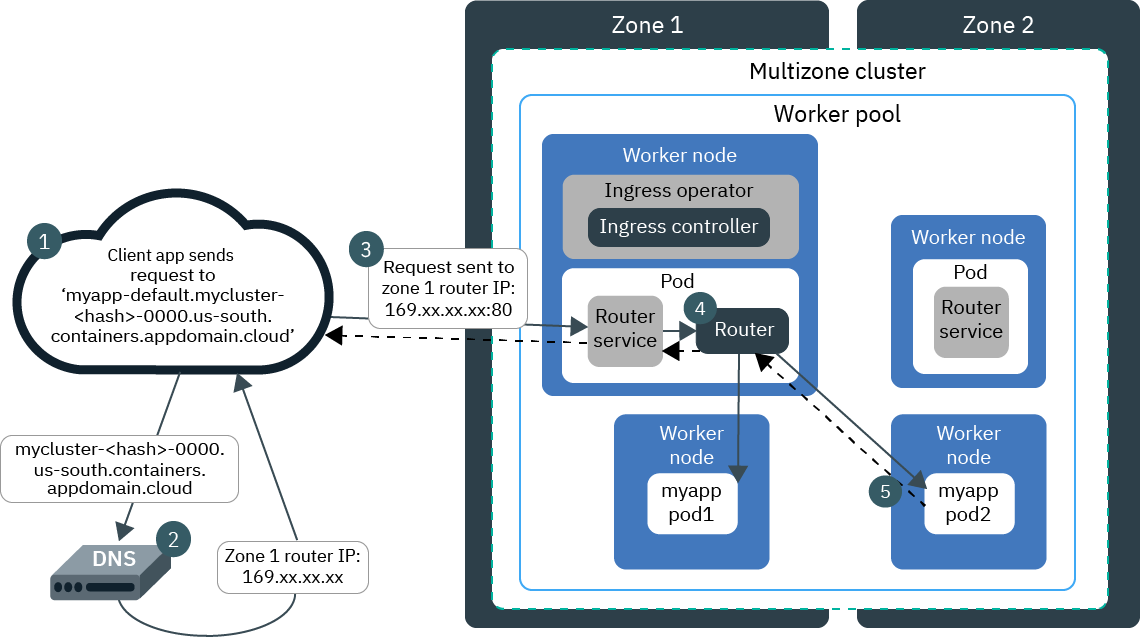 Zone 1
Zone 2
Multizone cluster
Worker pool
Worker node
Ingress operator
Ingress controller
Pod
Router
service
4
Router
Worker node
Pod
Router
service
Worker
node
myapp
pod1
Worker
node
5
myapp
pod2
1
Client app sends
request to
‘myapp-default.mycluster-
<hash>-0000.us-south.
containers.appdomain.cloud’
3
Request sent to
zone 1 router IP:
169.xx.xx.xx:80
mycluster-<hash>-0000.
us-south.containers.
appdomain.cloud
2
DNS
Zone 1 router IP:
169.xx.xx.xx